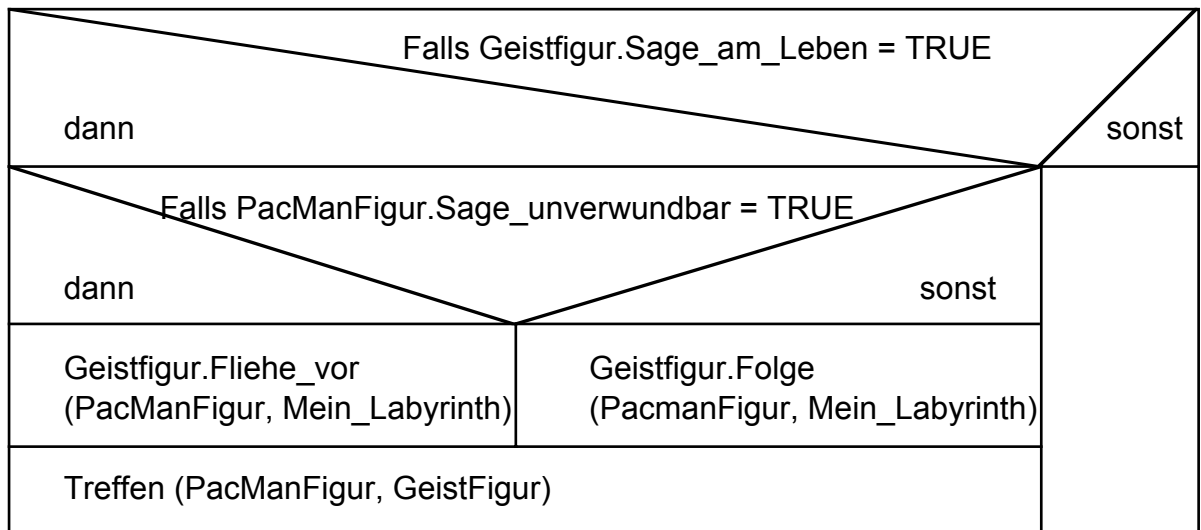 Falls Geistfigur.Sage_am_Leben = TRUE
dann
sonst
Falls PacManFigur.Sage_unverwundbar = TRUE
dann
sonst
Geistfigur.Fliehe_vor
(PacManFigur, Mein_Labyrinth)
Geistfigur.Folge
(PacmanFigur, Mein_Labyrinth)
Treffen (PacManFigur, GeistFigur)